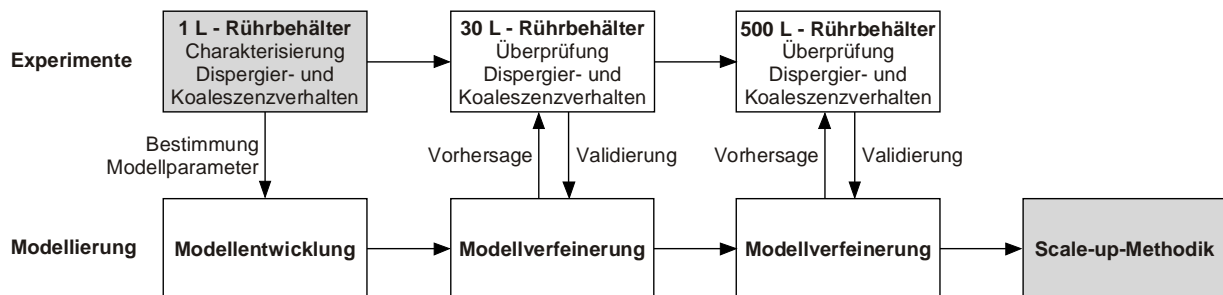 Experimente
1 L - Rührbehälter
Charakterisierung
Dispergier- und
Koaleszenzverhalten
30 L - Rührbehälter
Überprüfung
Dispergier- und
Koaleszenzverhalten
500 L - Rührbehälter
Überprüfung
Dispergier- und
Koaleszenzverhalten
Bestimmung
Modellparameter
Vorhersage
Validierung
Vorhersage
Validierung
Modellierung
Modellentwicklung
Modellverfeinerung
Modellverfeinerung
Scale-up-Methodik